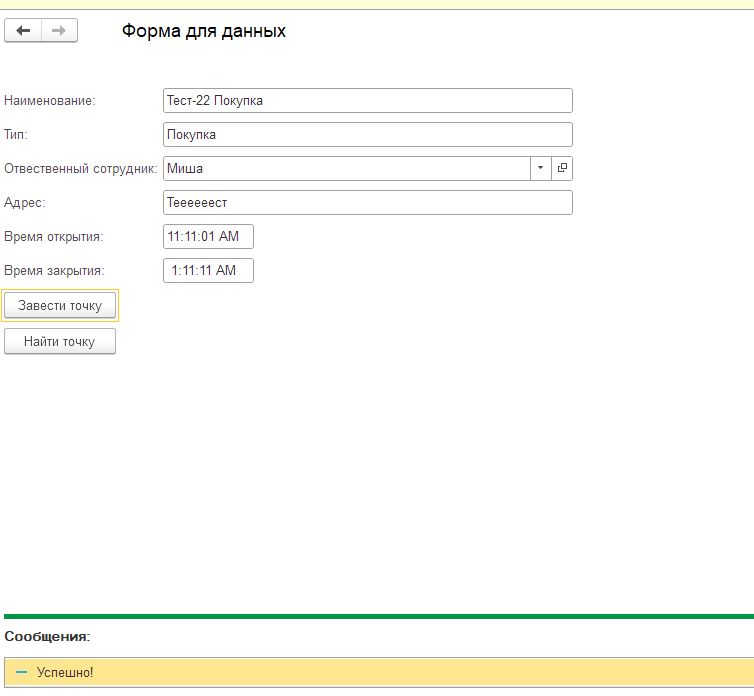 Форма для данных
Наименование: Тест-22 Покупка
Тип: Покупка
Отвественный сотрудник: Миша
Адрес: Теееееест
Время открытия: 11:11:01 AM
Время закрытия: 1:11:11 AM
Завести точку
Найти точку
Сообщения:
Успешно!